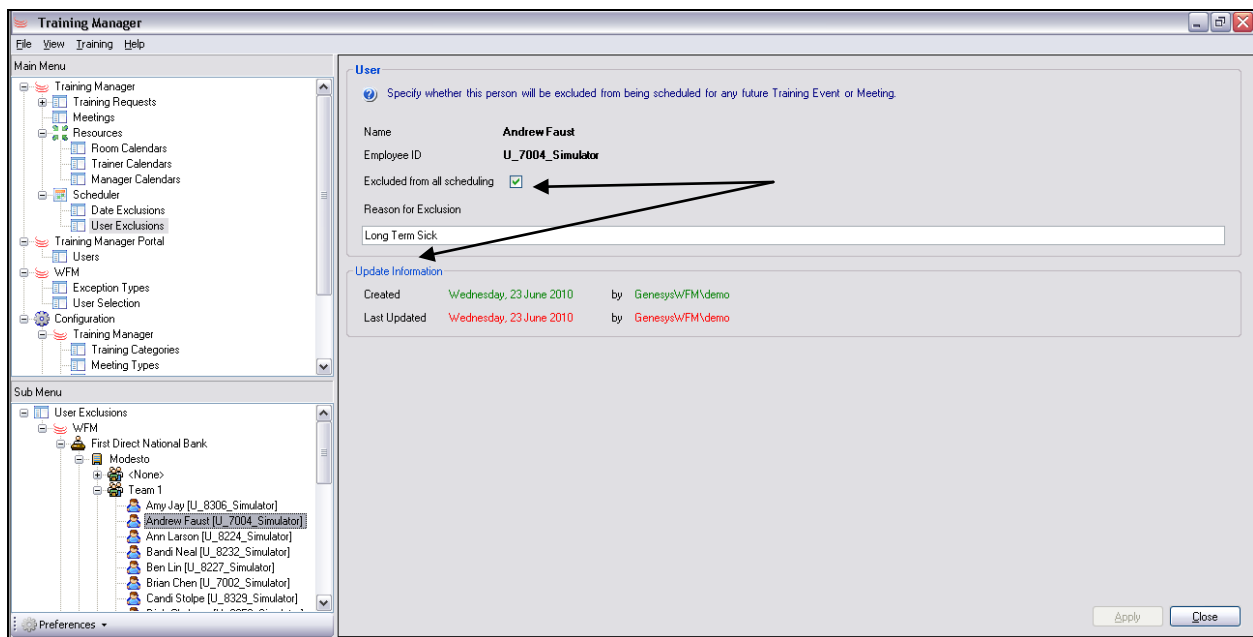 Training Manager
File View Training Help
Main Menu
Training Manager
Training Requests
Meetings
Resources
Room Calendars
Trainer Calendars
Manager Calendars
Scheduler
Date Exclusions
User Exclusions
Training Manager Portal
Users
WFM
Exception Types
User Selection
Configuration
Training Manager
Training Categories
Meeting Types
Sub Menu
User Exclusions
WFM
First Direct National Bank
Modesto
<None>
Team 1
Amy Jay [U_8306_Simulator]
Andrew Faust [U_7004_Simulator]
Ann Larson [U_8224_Simulator]
Bandi Neal [U_8232_Simulator]
Ben Lin [U_8227_Simulator]
Brian Chen [U_7002_Simulator]
Candi Stolpe [U_8329_Simulator]
Preferences
User
Specify whether this person will be excluded from being scheduled for any future Training Event or Meeting.
Name Andrew Faust
Employee ID U_7004_Simulator
Excluded from all scheduling
Reason for Exclusion
Long Term Sick
Update Information
Created Wednesday, 23 June 2010 by GenesysWFM\demo
Last Updated Wednesday, 23 June 2010 by GenesysWFM\demo
Apply Close